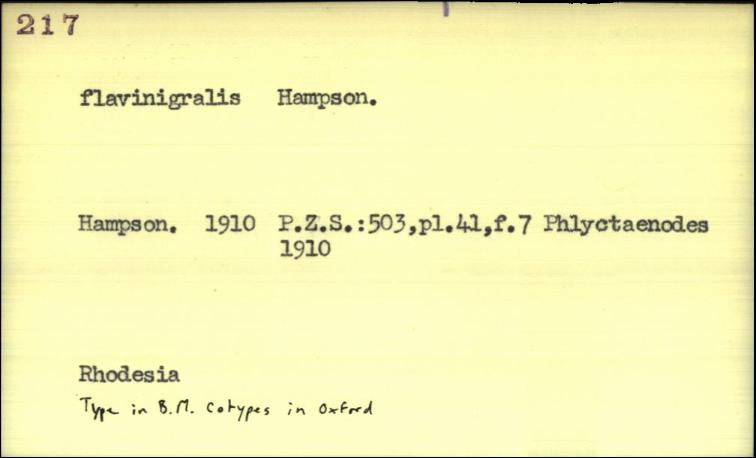 217
flavinigralis Hampson.
Hampson. 1910 P.Z.S.:503,pl.41,f.7 Phlyctaenodes
1910
Rhodesia
Type in B.M. Cotypes in Oxford